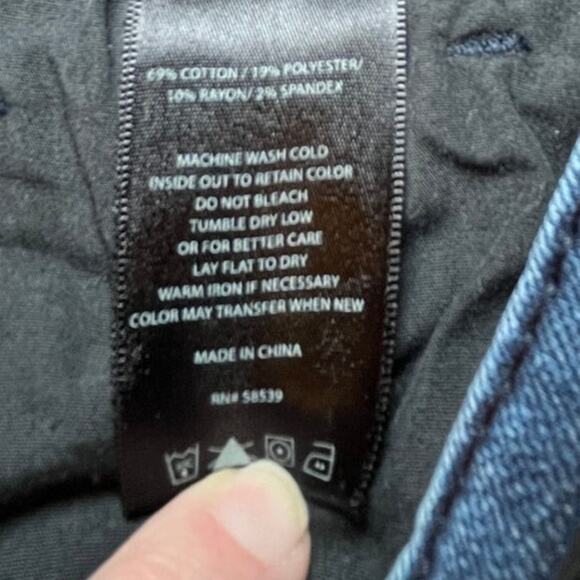 69% COTTON / 19% POLYESTER/
10% RAYON/ 2% SPANDEX
MACHINE WASH COLD
INSIDE OUT TO RETAIN COLOR
DO NOT BLEACH
TUMBLE DRY LOW
OR FOR BETTER CARE
LAY FLAT TO DRY
WARM IRON IF NECESSARY
COLOR MAY TRANSFER WHEN NEW
MADE IN CHINA
RN# 58539